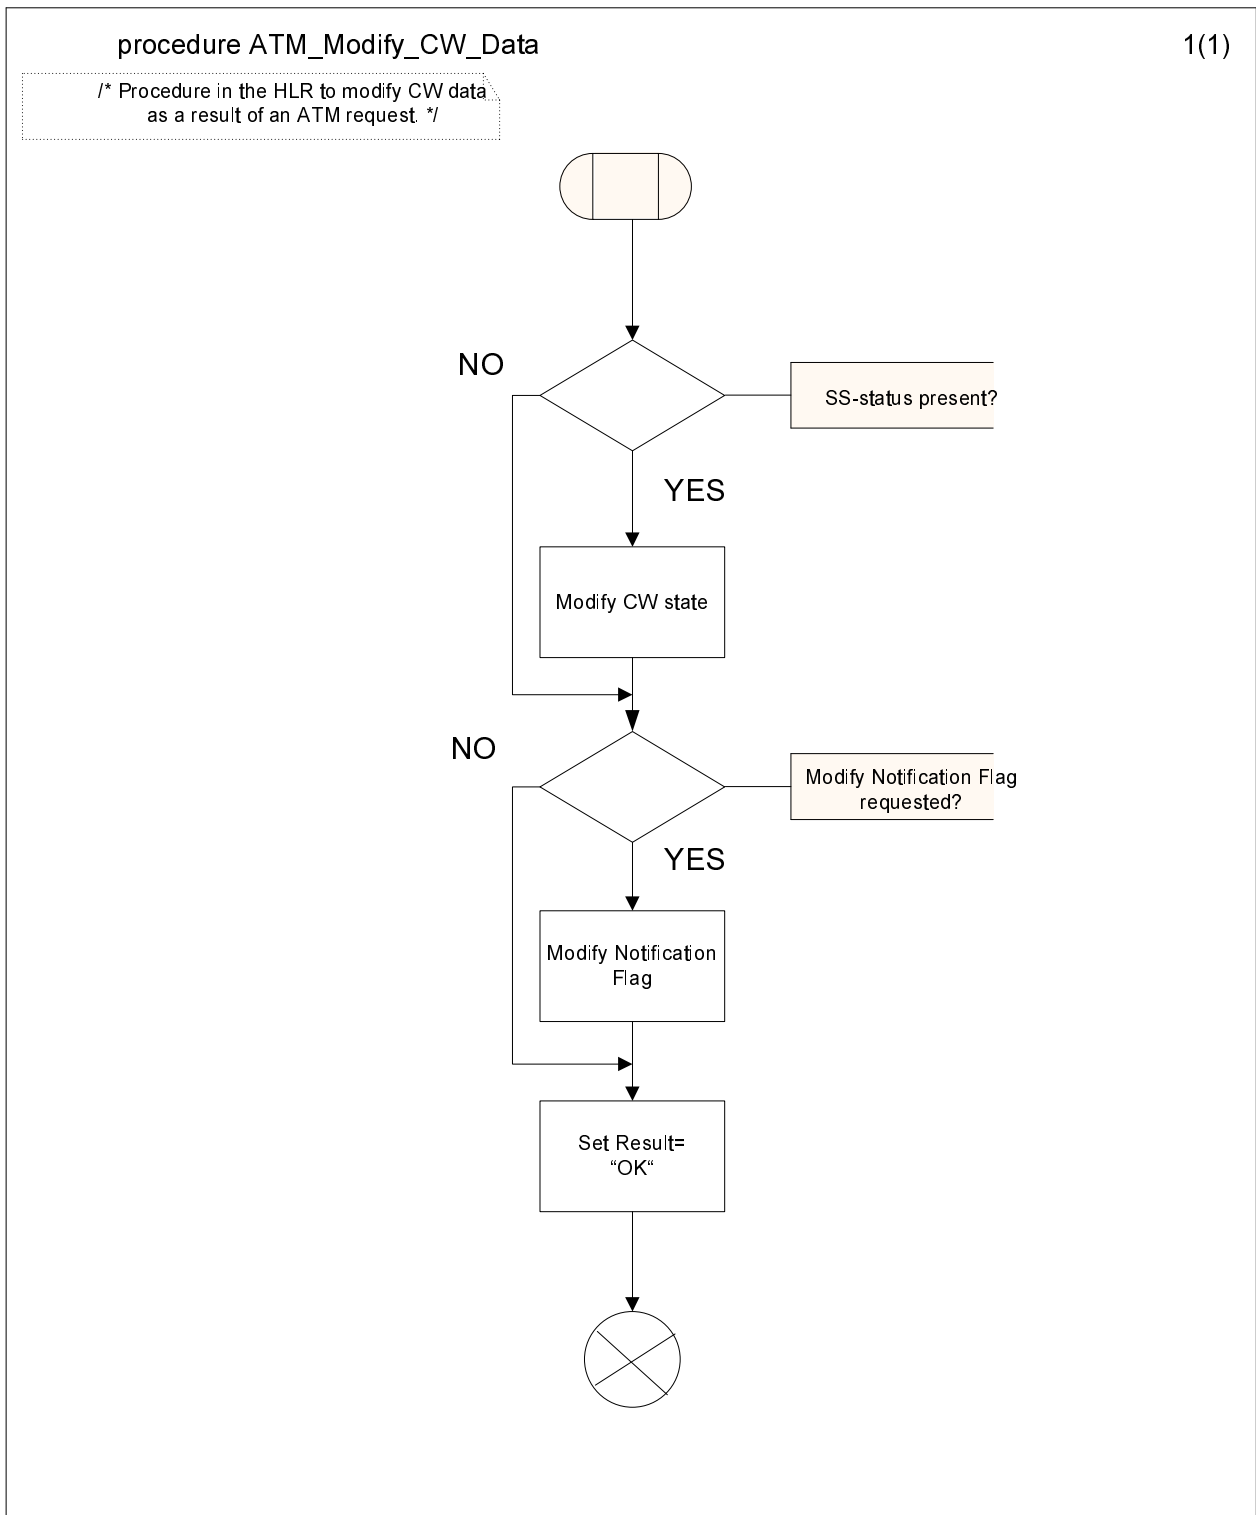 procedure ATM_Modify_CW_Data
1(1)
/* Procedure in the HLR to modify CW data
as a result of an ATM request. */
NO
SS-status present?
YES
Modify CW state
NO
Modify Notification Flag
requested?
YES
Modify Notification
Flag
Set Result=
“OK“